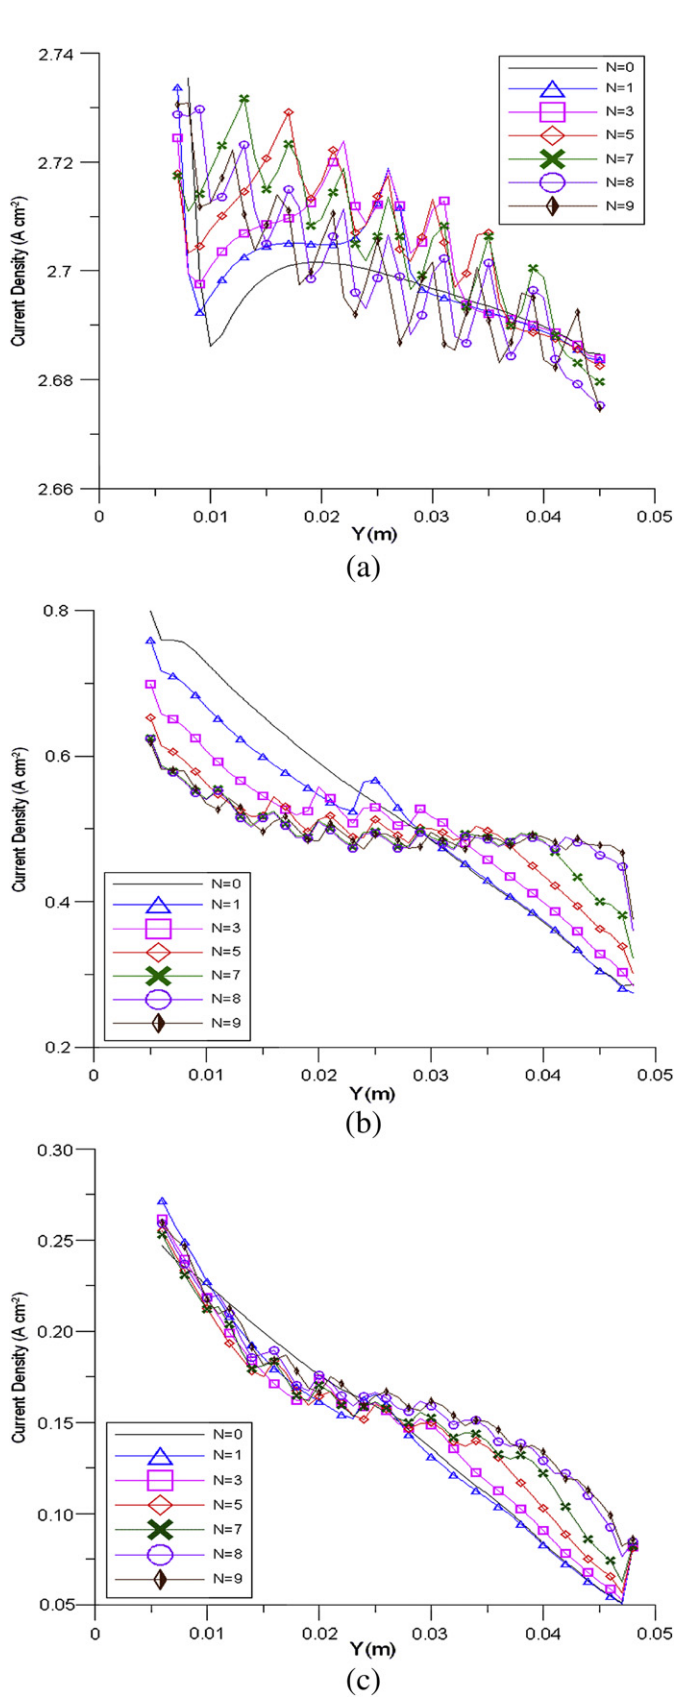 2.74
2.72
2.7
2.68
2.66
Current Density (A cm⁻²)
N=0
N=1
N=3
N=5
N=7
N=8
N=9
0 0.01 0.02 0.03 0.04 0.05
Y(m)
(a)
0.8
0.6
0.4
0.2
Current Density (A cm⁻²)
N=0
N=1
N=3
N=5
N=7
N=8
N=9
0 0.01 0.02 0.03 0.04 0.05
Y(m)
(b)
0.30
0.25
0.20
0.15
0.10
0.05
Current Density (A cm⁻²)
N=0
N=1
N=3
N=5
N=7
N=8
N=9
0 0.01 0.02 0.03 0.04 0.05
Y(m)
(c)